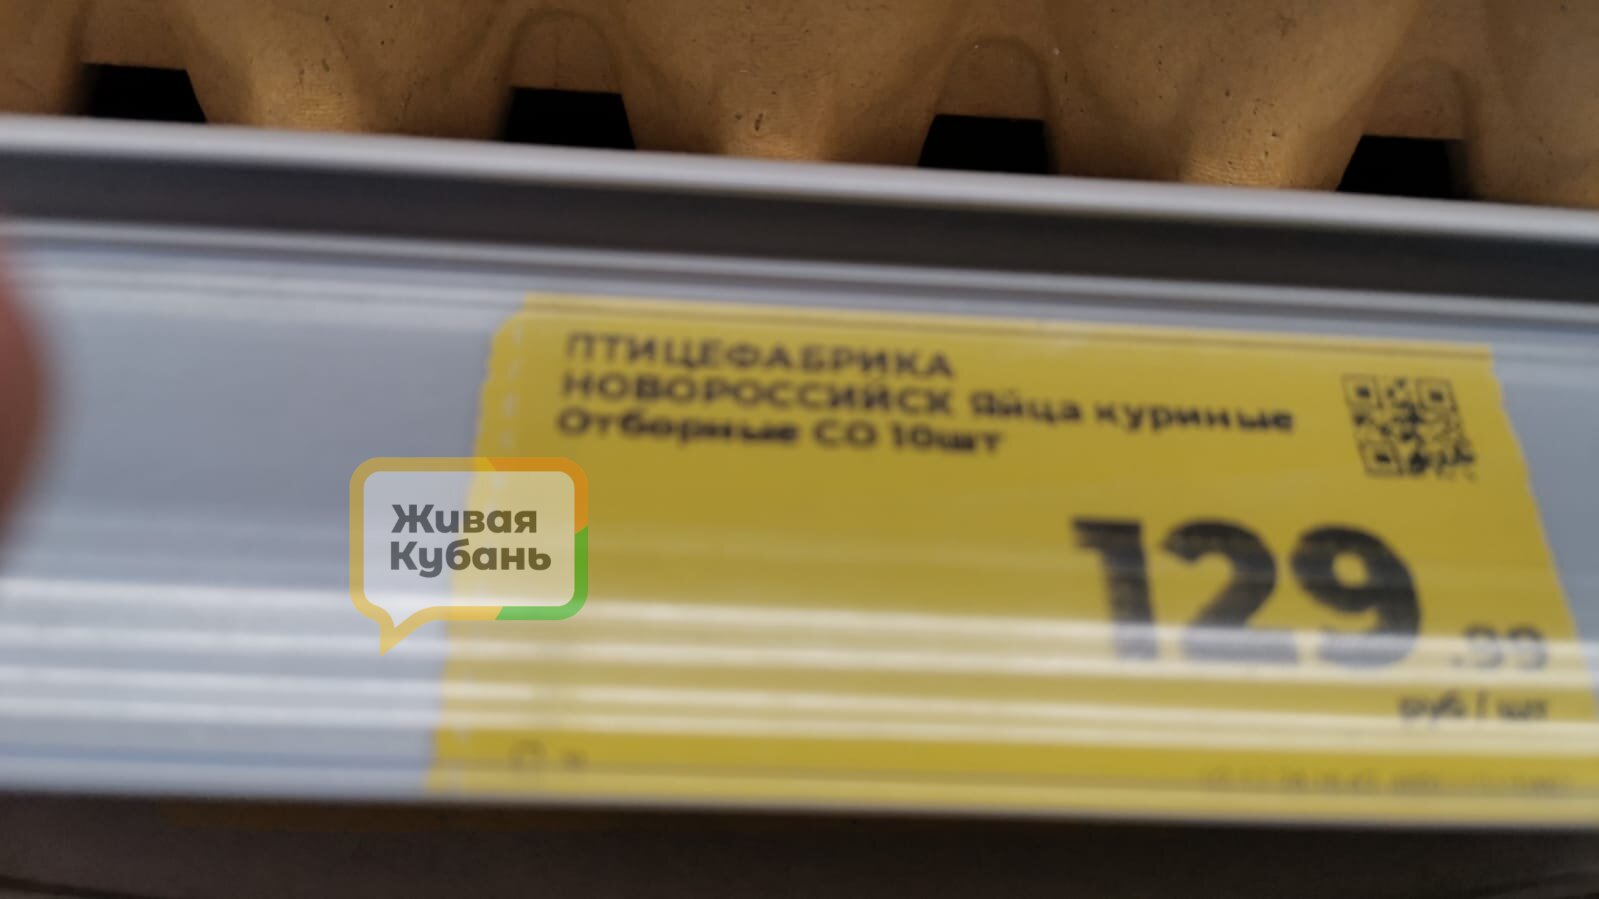 ПТИЦЕФАБРИКА
НОВОРОССИЙСК Яйца куриные
Отборные СО 10шт
129.99
руб / шт
Живая
Кубань